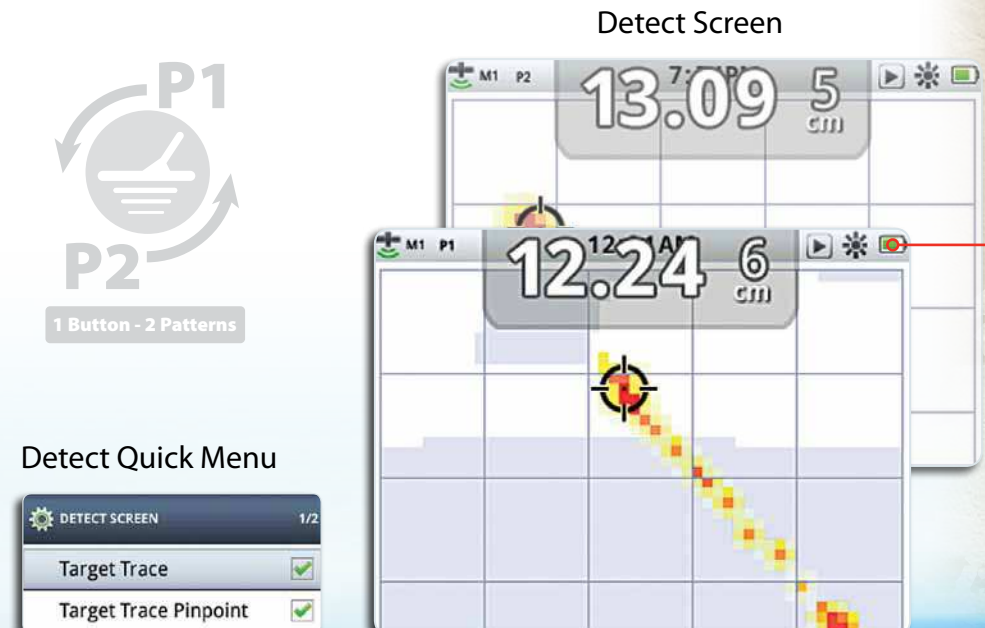 Detect Screen
P1
P2
1 Button - 2 Patterns
M1 P2
13.09 5
cm
M1 P1
12.24 6
cm
Detect Quick Menu
DETECT SCREEN 1/2
Target Trace
Target Trace Pinpoint